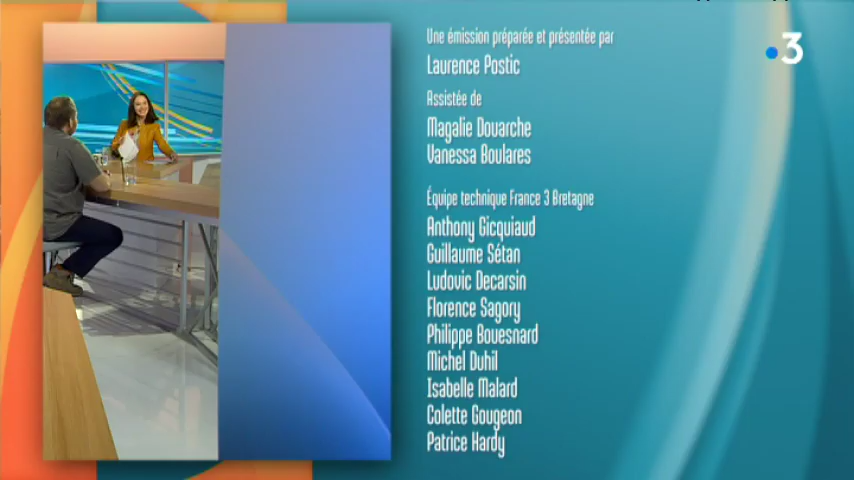 Une émission préparée et présentée par
3
Laurence Postic
Assistée de
Magalie Douarche
Vanessa Boulares
Équipe technique France 3 Bretagne
Anthony Gicquiaud
Guillaume Sétan
Ludovic Decarsin
Florence Sagory
Philippe Bouesnard
Michel Duhil
Isabelle Malard
Colette Gougeon
Patrice Hardy